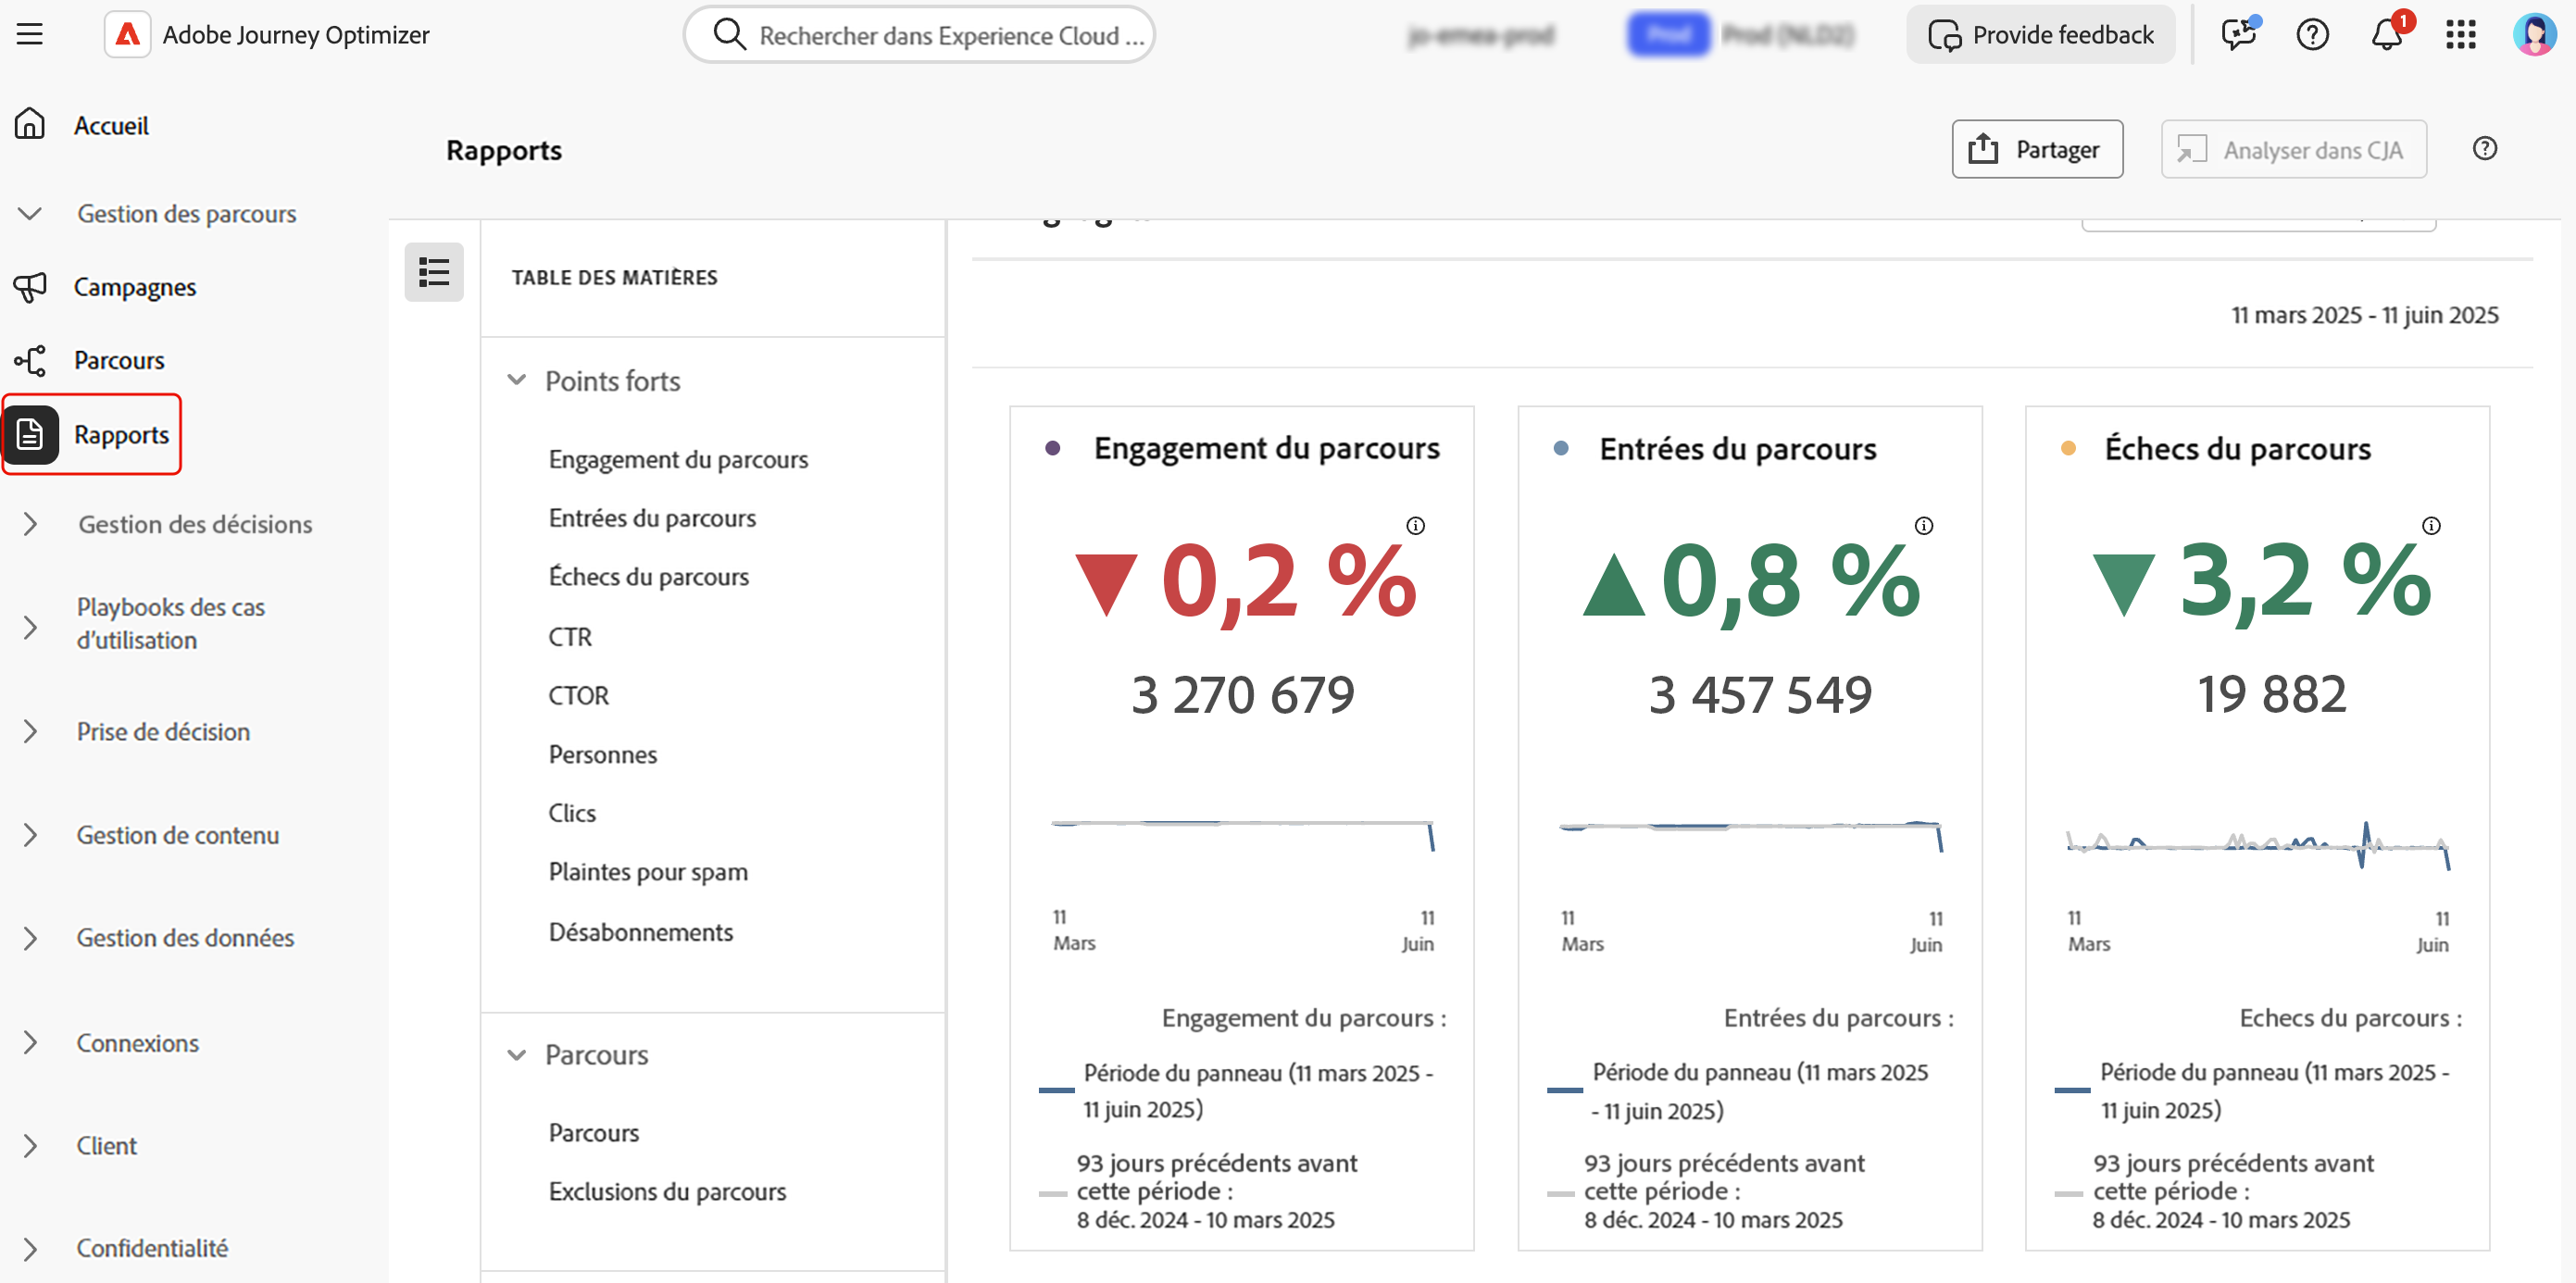 Adobe Journey Optimizer
Rechercher dans Experience Cloud ...
Provide feedback
1
Accueil
Gestion des parcours
Campagnes
Parcours
Rapports
Gestion des décisions
Playbooks des cas
d'utilisation
Prise de décision
Gestion de contenu
Gestion des données
Connexions
Client
Confidentialité
Rapports
Partager
Analyser dans CJA
TABLE DES MATIÈRES
Points forts
Engagement du parcours
Entrées du parcours
Échecs du parcours
CTR
CTOR
Personnes
Clics
Plaintes pour spam
Désabonnements
Parcours
Parcours
Exclusions du parcours
11 mars 2025 - 11 juin 2025
Engagement du parcours
▼ 0,2 %
3 270 679
11
Mars
11
Juin
Engagement du parcours :
Période du panneau (11 mars 2025 -
11 juin 2025)
93 jours précédents avant
cette période :
8 déc. 2024 - 10 mars 2025
Entrées du parcours
▲ 0,8 %
3 457 549
11
Mars
11
Juin
Entrées du parcours :
Période du panneau (11 mars 2025
- 11 juin 2025)
93 jours précédents avant
cette période :
8 déc. 2024 - 10 mars 2025
Échecs du parcours
▼ 3,2 %
19 882
11
Mars
11
Juin
Echecs du parcours :
Période du panneau (11 mars 2025 -
11 juin 2025)
93 jours précédents avant
cette période :
8 déc. 2024 - 10 mars 2025